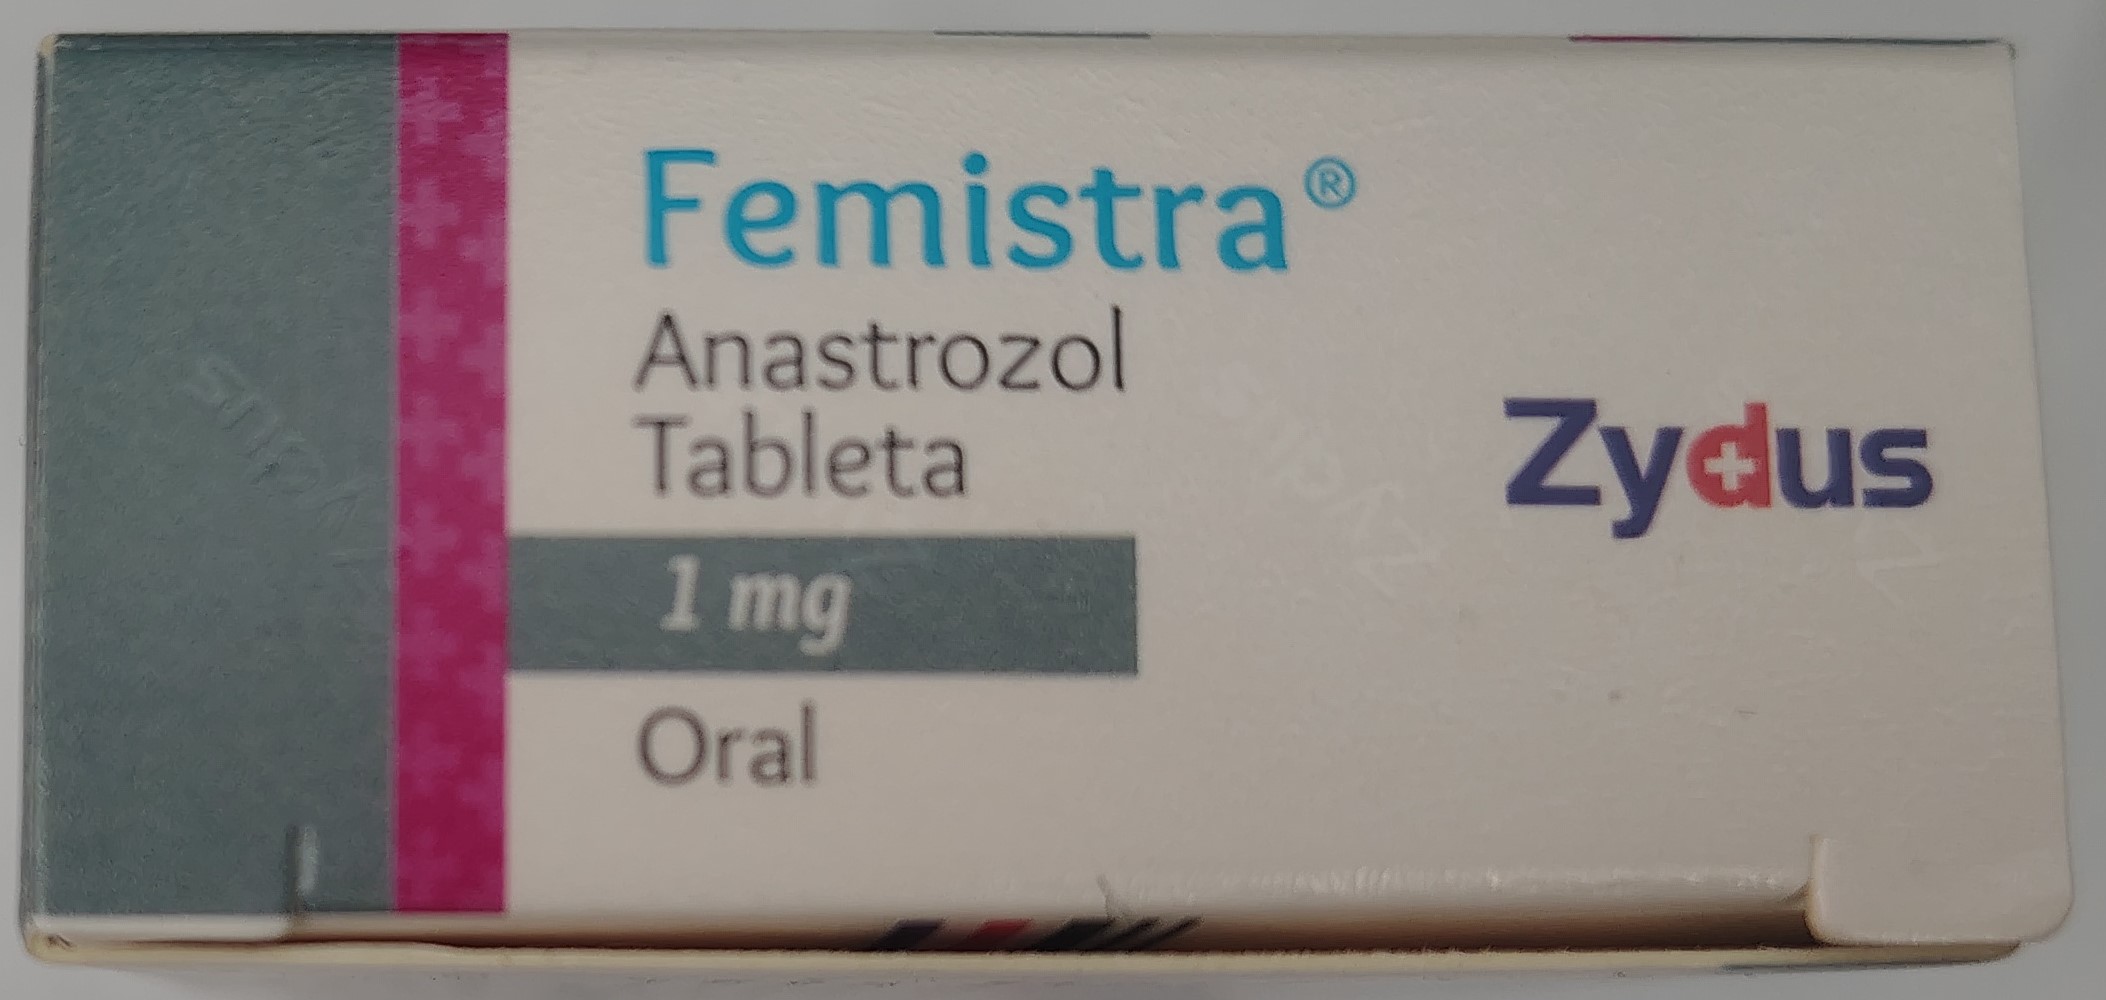 Femistra®
Anastrozol
Tableta
1 mg
Oral
Zydus